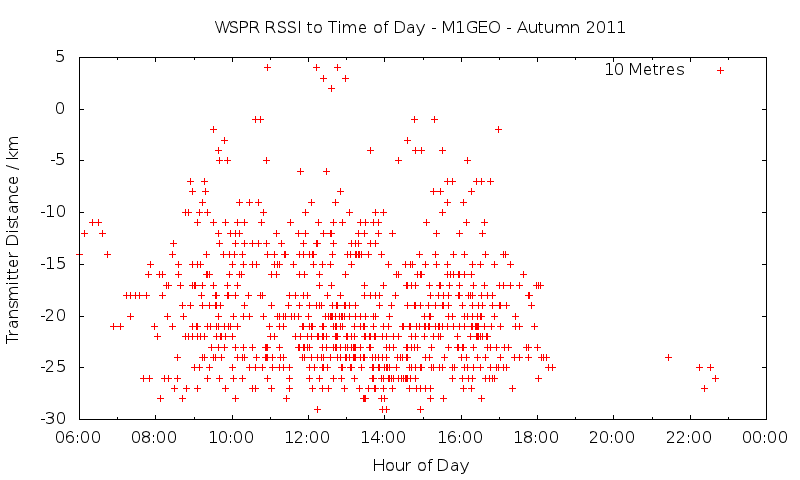 WSPR RSSI to Time of Day - M1GEO - Autumn 2011
10 Metres
Transmitter Distance / km
5
0
-5
-10
-15
-20
-25
-30
06:00 08:00 10:00 12:00 14:00 16:00 18:00 20:00 22:00 00:00
Hour of Day